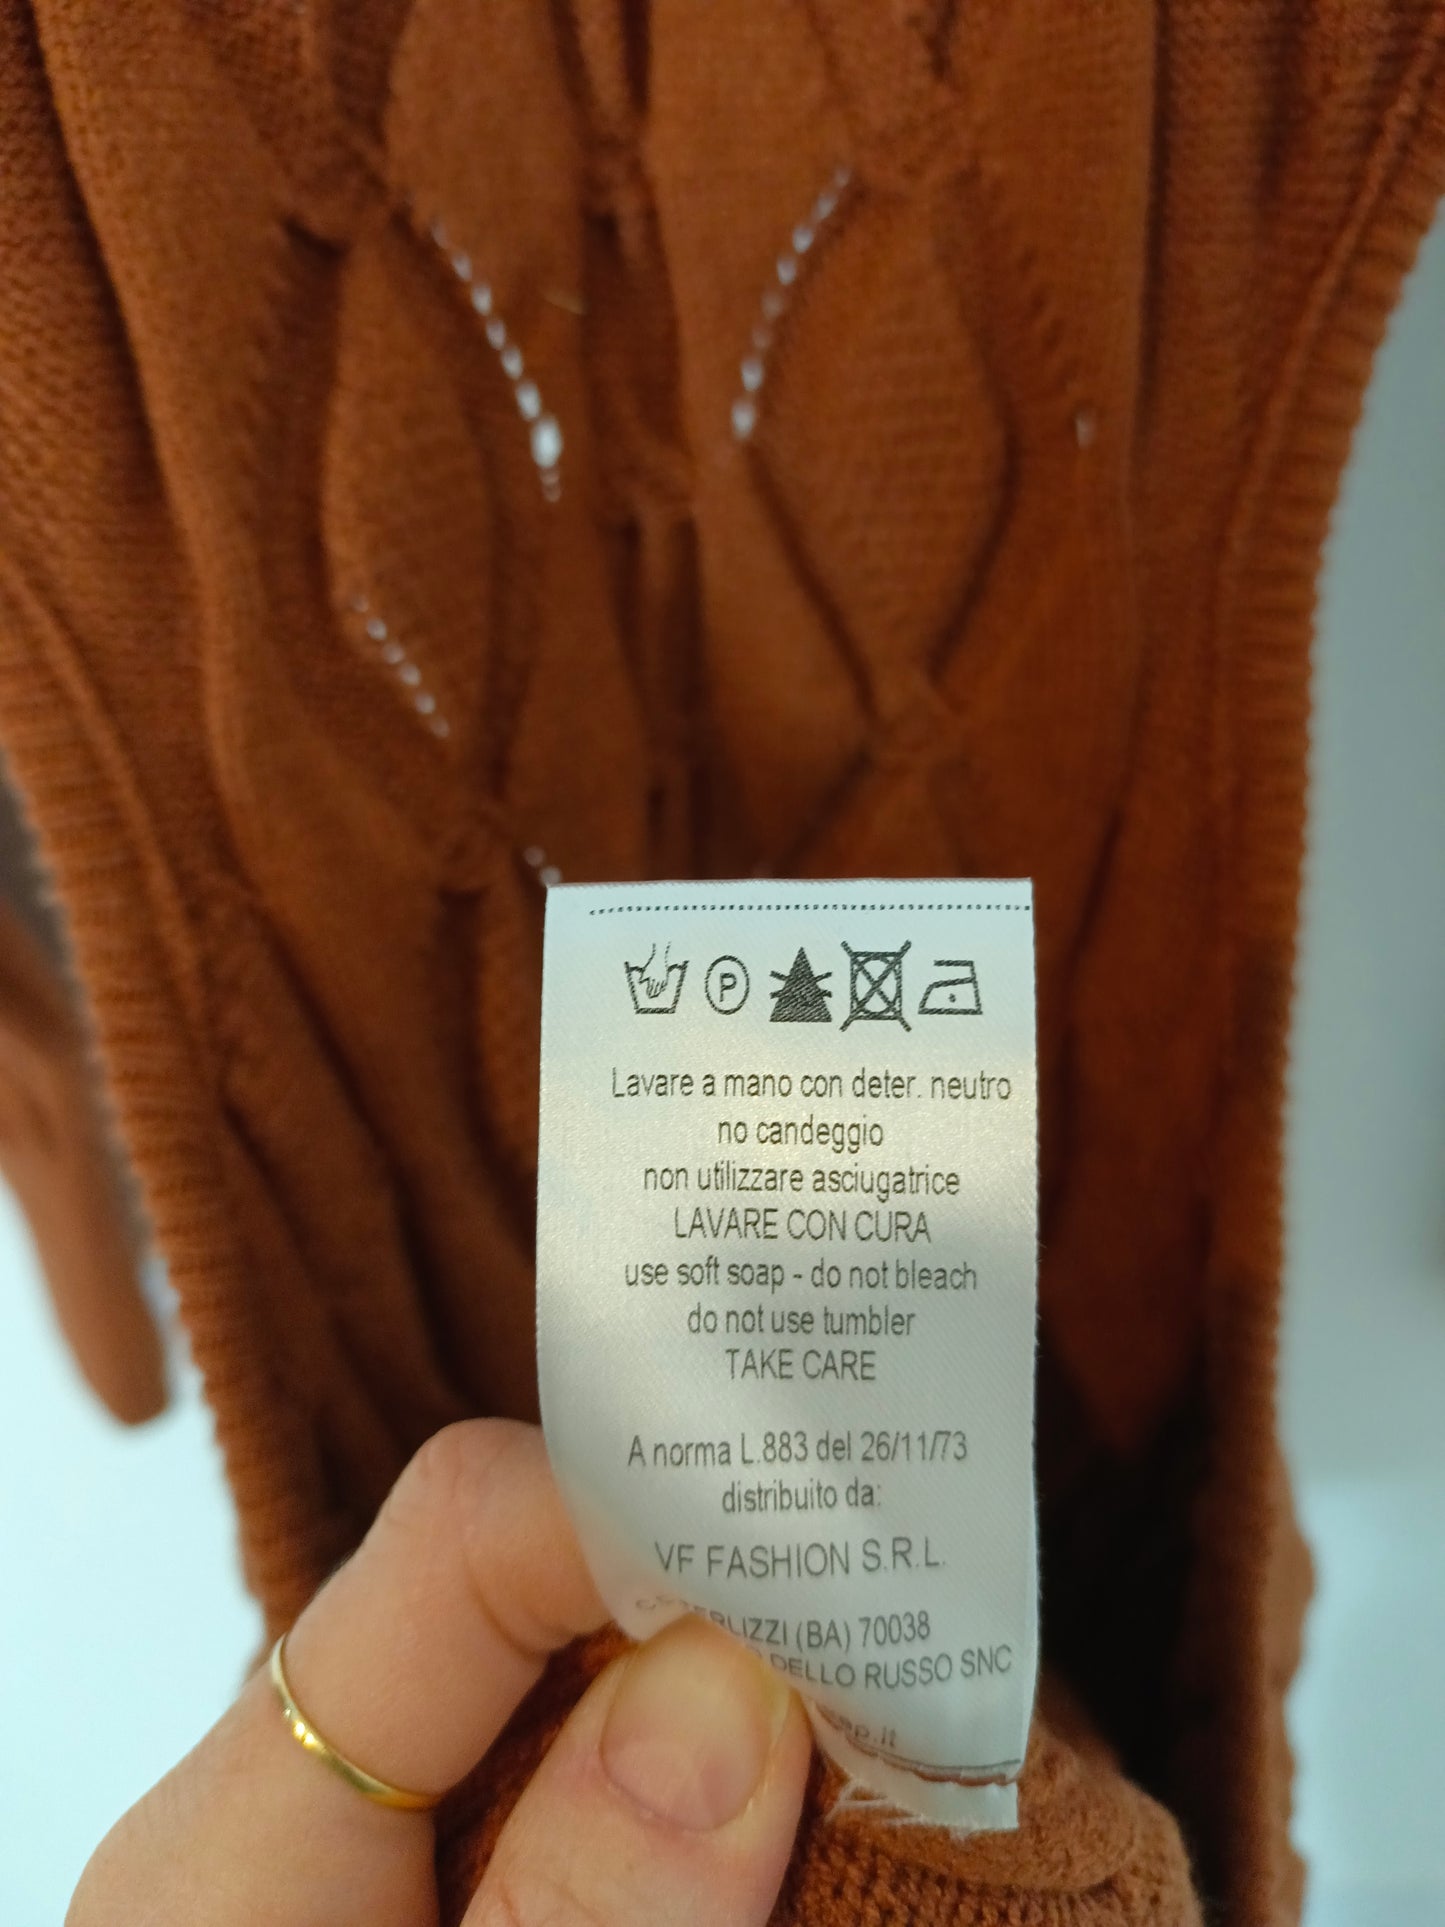 P
Lavare a mano con deter. neutro
no candeggio
non utilizzare asciugatrice
LAVARE CON CURA
use soft soap - do not bleach
do not use tumbler
TAKE CARE
A norma L.883 del 26/11/73
distribuito da:
VF FASHION S.R.L.
(BA) 70038
DELLO RUSSO SNC